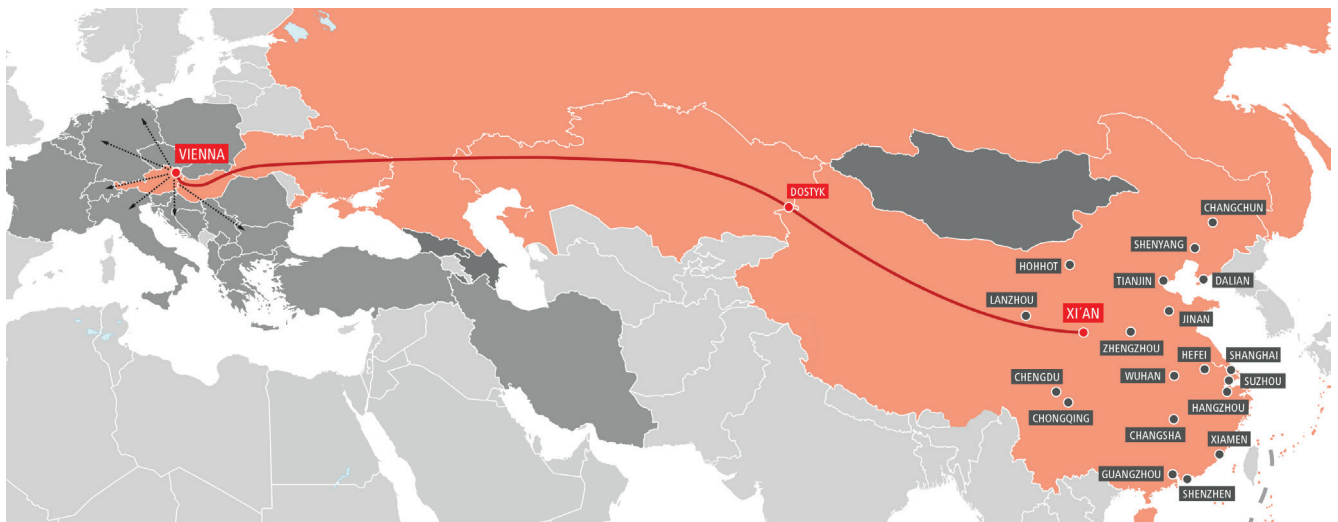 VIENNA
DOSTYK
CHANGCHUN
SHENYANG
HOHHOT
TIANJIN
DALIAN
LANZHOU
XI´AN
JINAN
ZHENGZHOU
HEFEI
SHANGHAI
WUHAN
SUZHOU
CHENGDU
HANGZHOU
CHONGQING
CHANGSHA
XIAMEN
GUANGZHOU
SHENZHEN